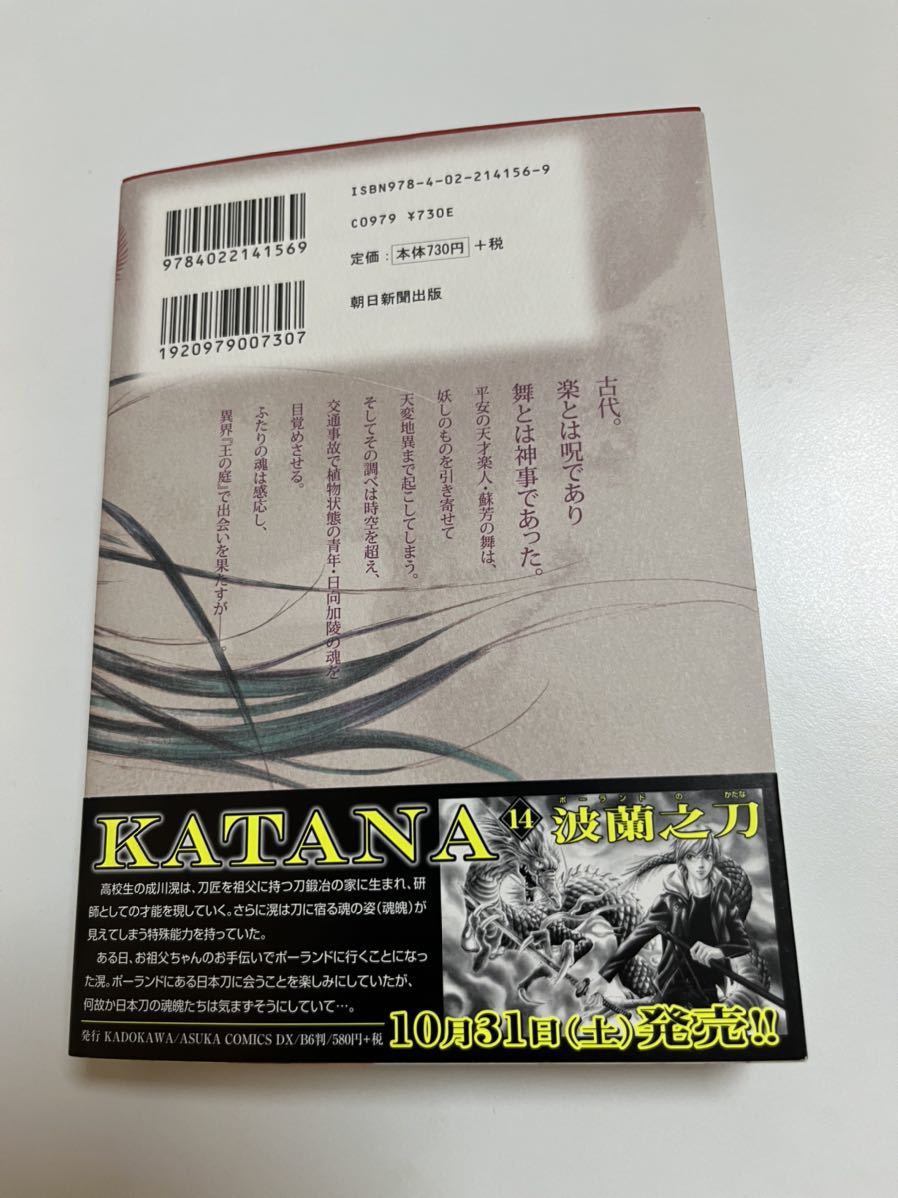 ISBN978-4-02-214156-9
C0979 ¥730E
定価：本体730円＋税
朝日新聞出版
9784022141569
1920979007307
古代。
楽とは呪であり
舞とは神事であった。
平安の天才楽人・蘇芳の舞は、
妖しのものを引き寄せて
天変地異まで起こしてしまう。
そしてその調べは時空を超え、
交通事故で植物状態の青年・日向加陵の魂を
目覚めさせる。
ふたりの魂は感応し、
異界『王の庭』で出会いを果たすが――。
KATANA 14 波蘭之刀
ポーランドの かたな
高校生の成川滉は、刀匠を祖父に持つ刀鍛冶の家に生まれ、研
師としての才能を現していく。さらに滉は刀に宿る魂の姿（魂魄）が
見えてしまう特殊能力を持っていた。
ある日、お祖父ちゃんのお手伝いでポーランドに行くことになっ
た滉。ポーランドにある日本刀に会うことを楽しみにしていたが、
何故か日本刀の魂魄たちは気まずそうにしていて…。
発行 KADOKAWA/ASUKA COMICS DX/B6判/580円+税
10月31日（土）発売!!